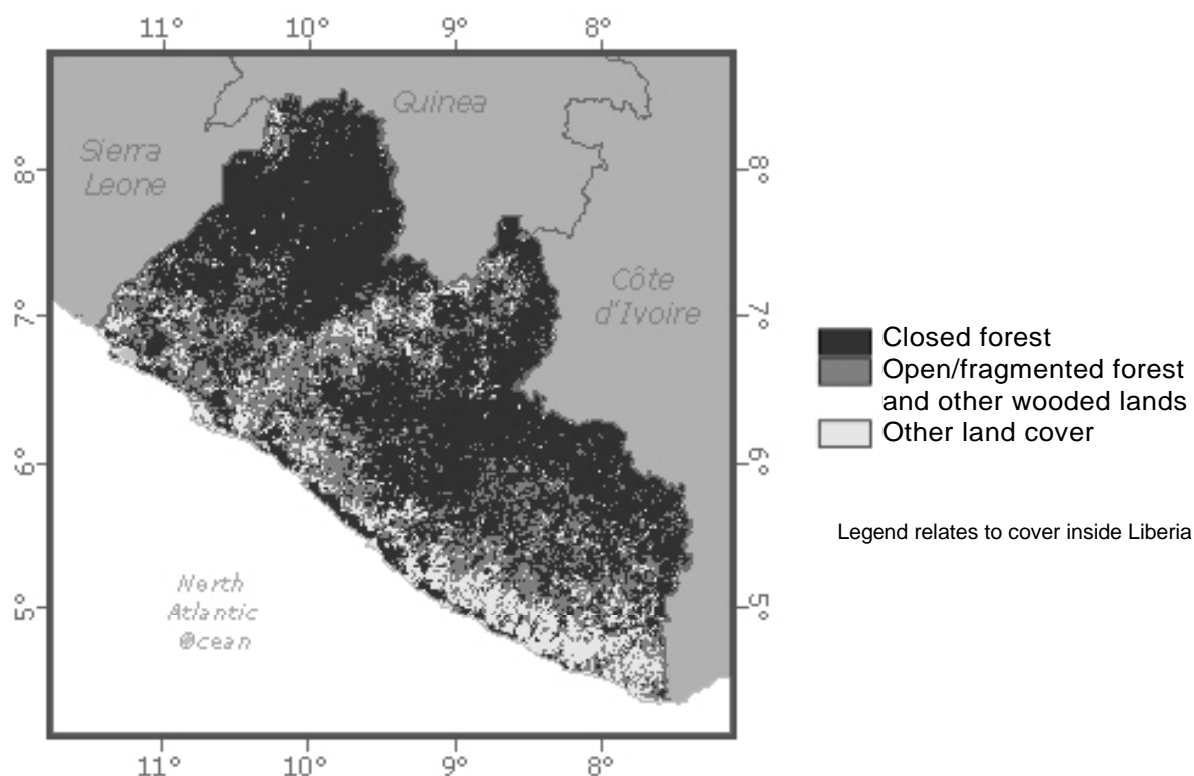 11° 10° 9° 8°
Guinea
Sierra
Leone
8° 8°
Côte
d'Ivoire
7° 7°
Closed forest
Open/fragmented forest
and other wooded lands
Other land cover
6° 6°
Legend relates to cover inside Liberia
North
Atlantic
Ocean
5° 5°
11° 10° 9° 8°